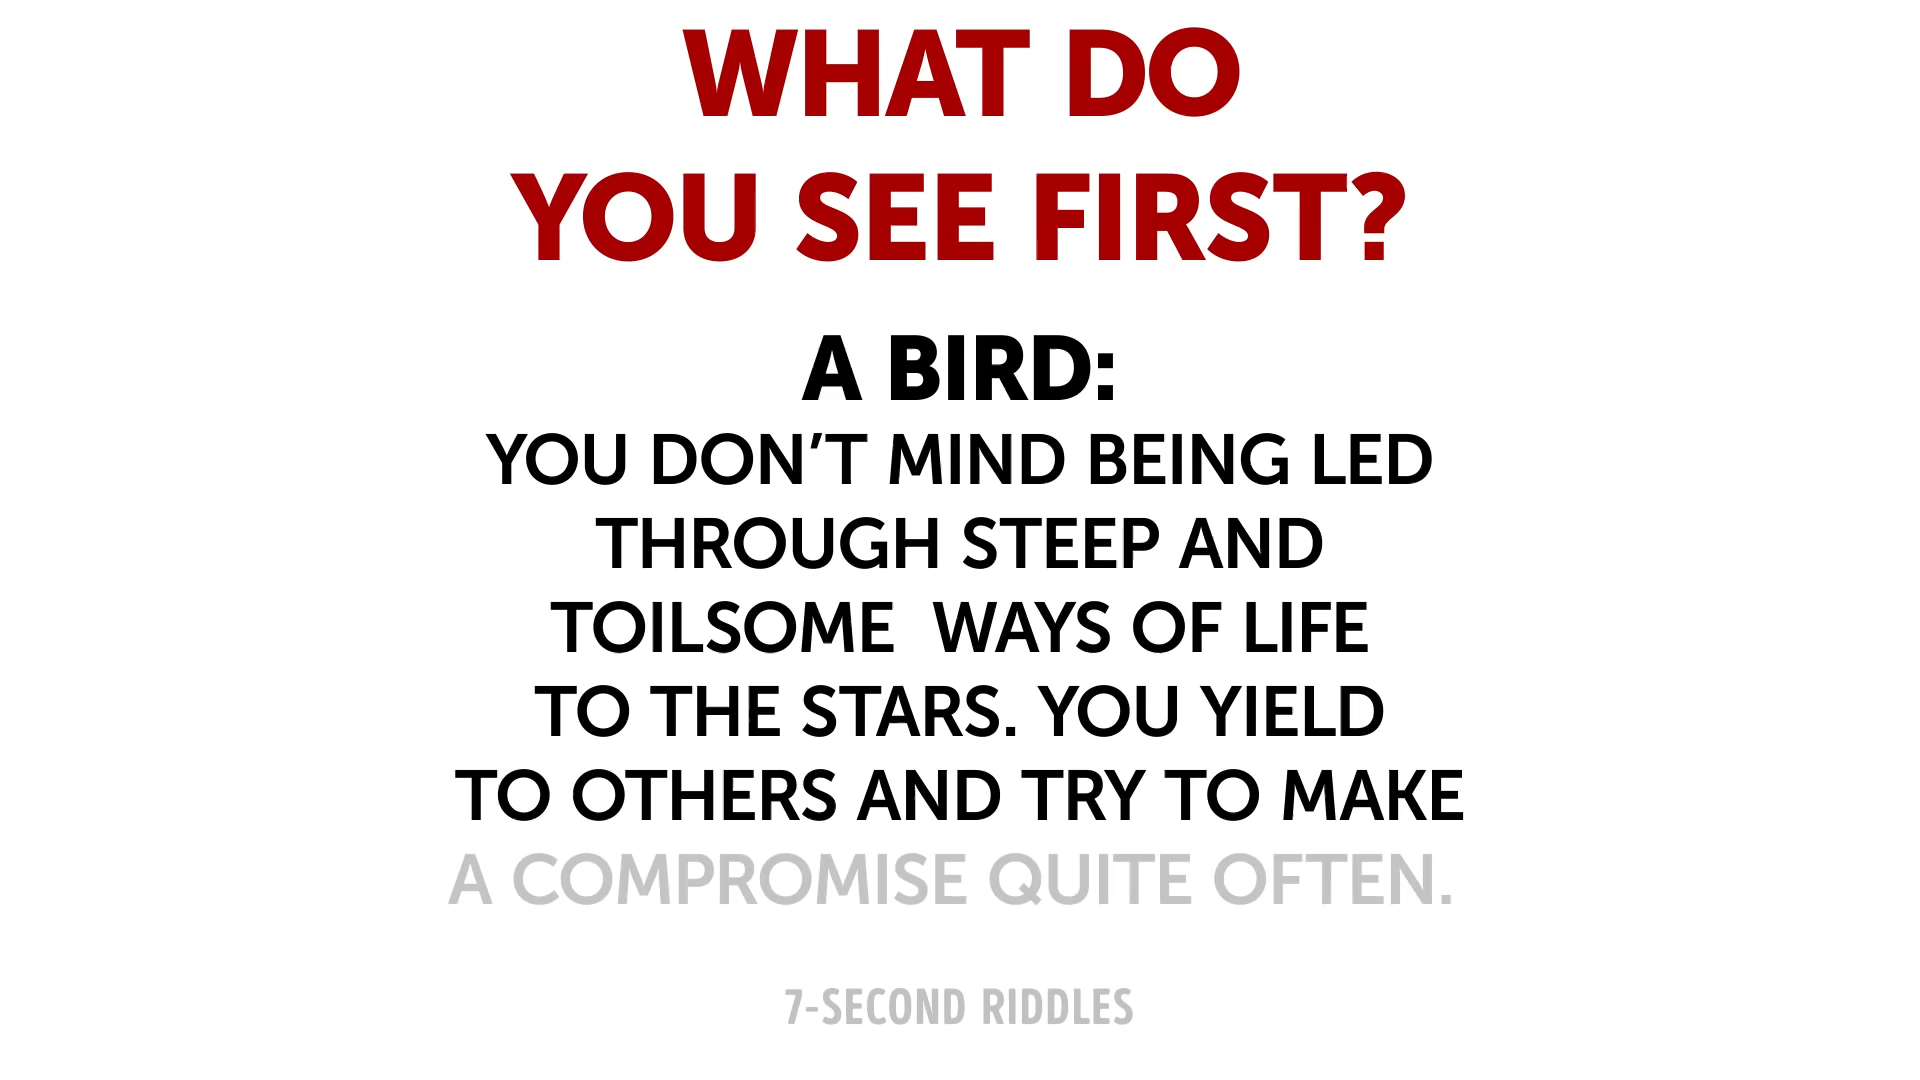 WHAT DO
YOU SEE FIRST?
A BIRD:
YOU DON’T MIND BEING LED
THROUGH STEEP AND
TOILSOME  WAYS OF LIFE
TO THE STARS. YOU YIELD
TO OTHERS AND TRY TO MAKE
A COMPROMISE QUITE OFTEN.
7-SECOND RIDDLES